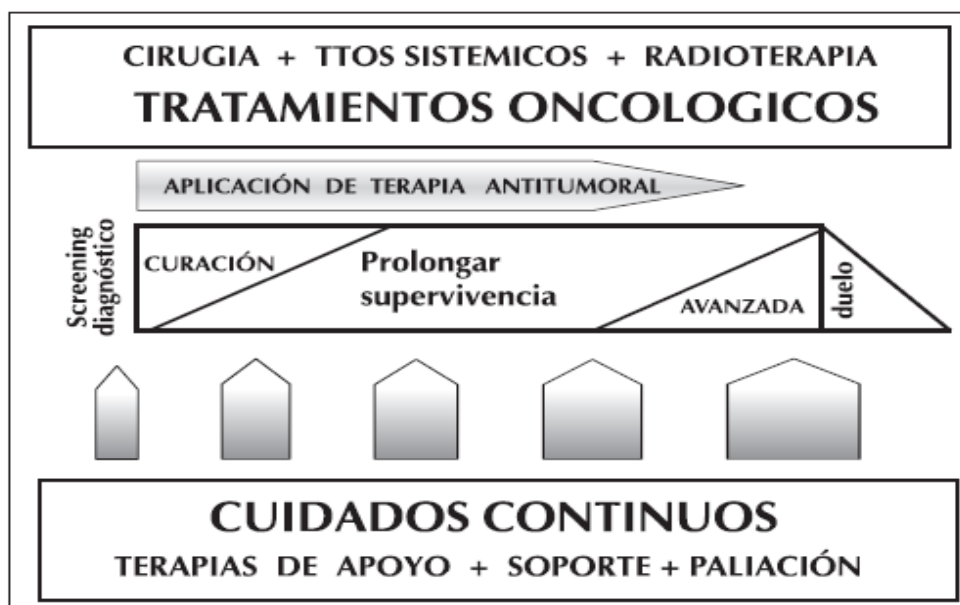 CIRUGIA + TTOS SISTEMICOS + RADIOTERAPIA
TRATAMIENTOS ONCOLOGICOS
APLICACIÓN DE TERAPIA ANTITUMORAL
Screening
diagnóstico
CURACIÓN
Prolongar
supervivencia
AVANZADA
duelo
CUIDADOS CONTINUOS
TERAPIAS DE APOYO + SOPORTE + PALIACIÓN